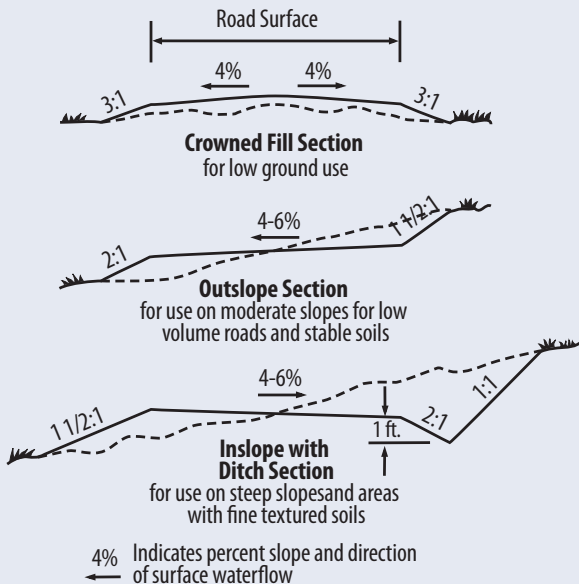 Road Surface
4% 4%
3:1 3:1
Crowned Fill Section
for low ground use
4-6%
2:1 1 1/2:1
Outslope Section
for use on moderate slopes for low
volume roads and stable soils
4-6%
1 1/2:1 1 ft. 2:1 1:1
Inslope with
Ditch Section
for use on steep slopesand areas
with fine textured soils
4% Indicates percent slope and direction
of surface waterflow